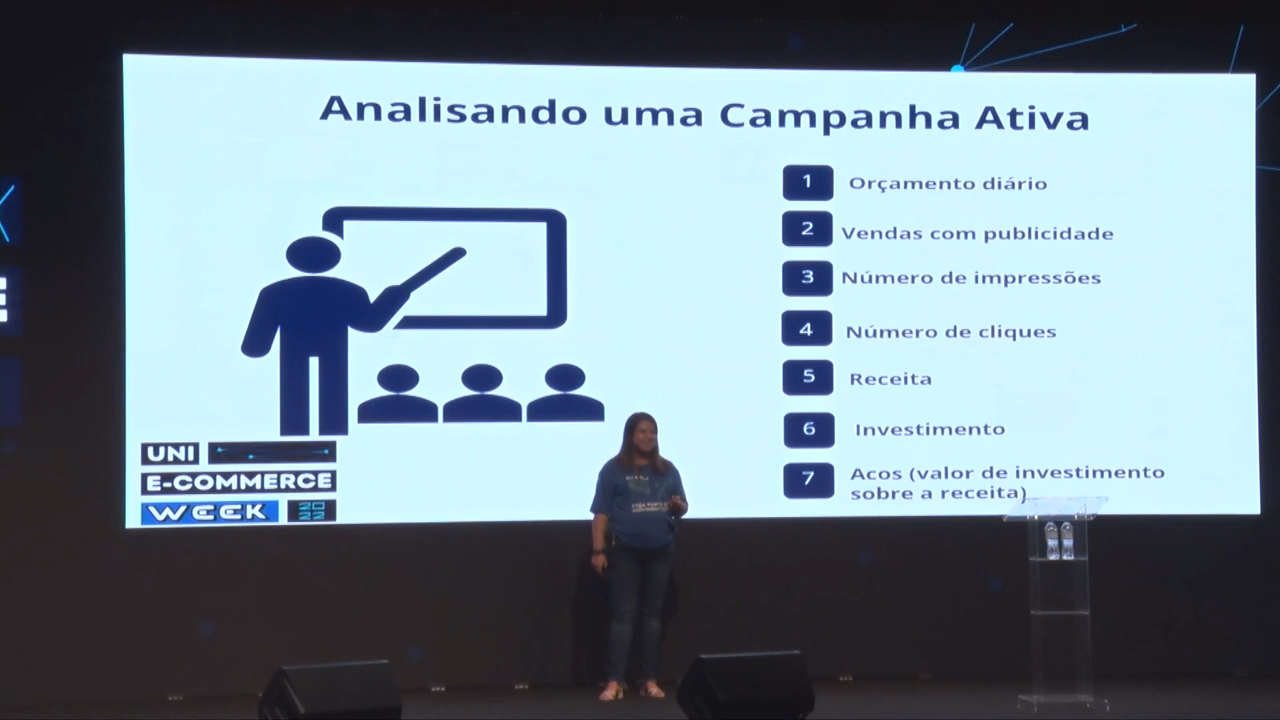 Analisando uma Campanha Ativa
1 Orçamento diário
2 Vendas com publicidade
3 Número de impressões
4 Número de cliques
5 Receita
6 Investimento
7 Acos (valor de investimento
sobre a receita)
UNI
E-COMMERCE
WEEK